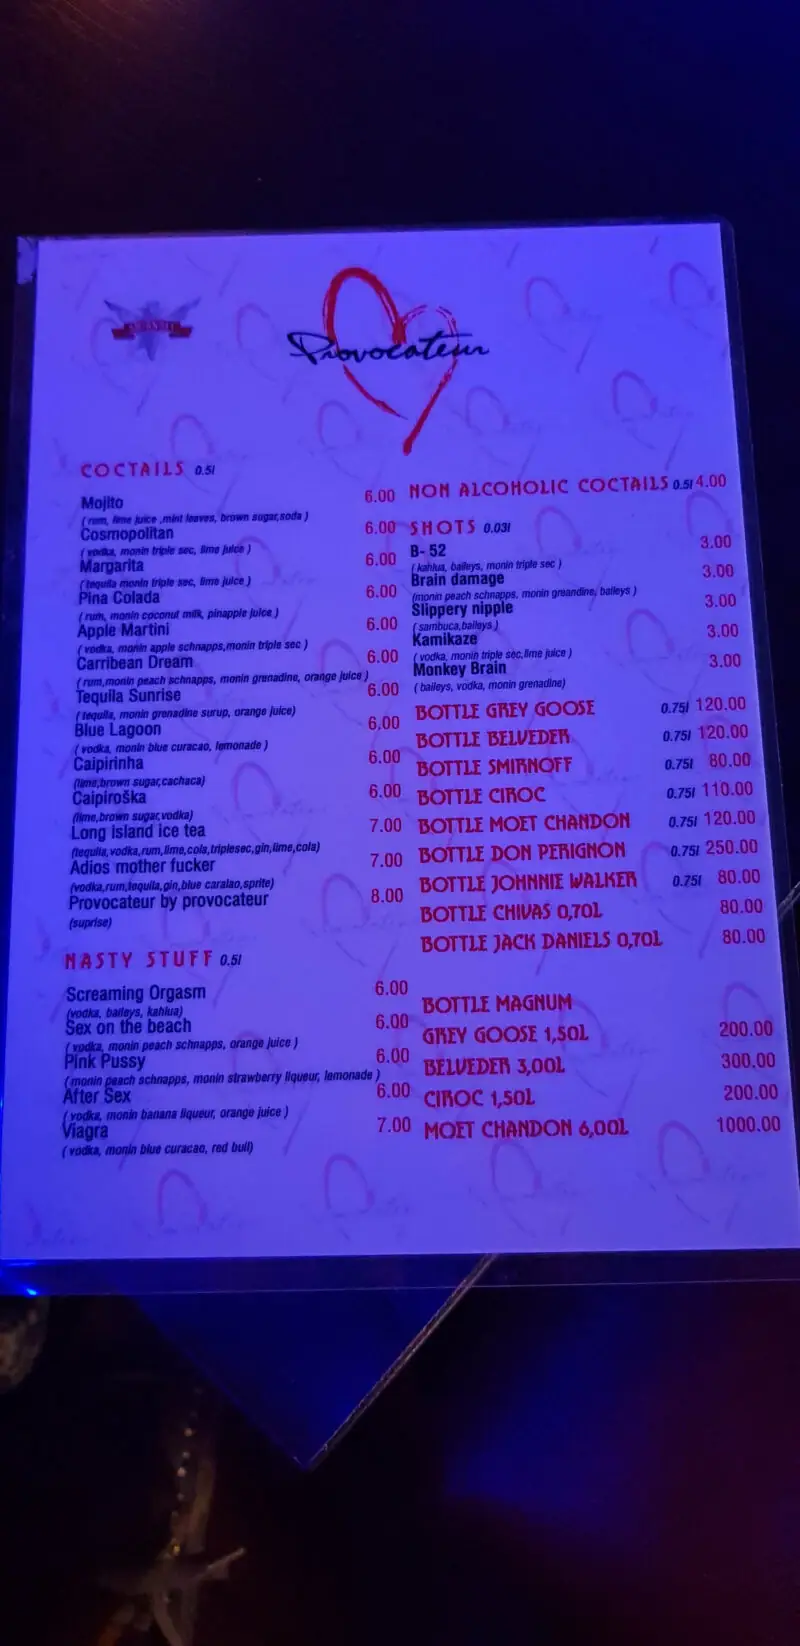 Provocateur
COCTAILS 0.5l
Mojito 6.00
( rum, lime juice ,mint leaves, brown sugar,soda )
Cosmopolitan 6.00
( vodka, monin triple sec, lime juice )
Margarita 6.00
( tequila monin triple sec, lime juice )
Pina Colada 6.00
( rum, monin coconut milk, pinapple juice )
Apple Martini 6.00
( vodka, monin apple schnapps,monin triple sec )
Carribean Dream 6.00
( rum,monin peach schnapps, monin grenadine, orange juice )
Tequila Sunrise 6.00
( tequila, monin grenadine surup, orange juice)
Blue Lagoon 6.00
( vodka, monin blue curacao, lemonade )
Caipirinha 6.00
(lime,brown sugar,cachaca)
Caipiroška 6.00
(lime,brown sugar,vodka)
Long island ice tea 7.00
(tequila,vodka,rum,lime,cola,triplesec,gin,lime,cola)
Adios mother fucker 7.00
(vodka,rum,tequila,gin,blue caralao,sprite)
Provocateur by provocateur 8.00
(suprise)
NASTY STUFF 0.5l
Screaming Orgasm 6.00
(vodka, baileys, kahlua)
Sex on the beach 6.00
( vodka, monin peach schnapps, orange juice )
Pink Pussy 6.00
( monin peach schnapps, monin strawberry liqueur, lemonade )
After Sex 6.00
( vodka, monin banana liqueur, orange juice )
Viagra 7.00
( vodka, monin blue curacao, red bull)
NON ALCOHOLIC COCTAILS 0.5l 4.00
SHOTS 0.03l
B- 52 3.00
( kahlua, baileys, monin triple sec )
Brain damage 3.00
(monin peach schnapps, monin greandine, baileys )
Slippery nipple 3.00
( sambuca,baileys )
Kamikaze 3.00
( vodka, monin triple sec,lime juice )
Monkey Brain 3.00
( baileys, vodka, monin grenadine)
BOTTLE GREY GOOSE 0.75l 120.00
BOTTLE BELVEDER 0.75l 120.00
BOTTLE SMIRNOFF 0.75l 80.00
BOTTLE CIROC 0.75l 110.00
BOTTLE MOET CHANDON 0.75l 120.00
BOTTLE DON PERIGNON 0.75l 250.00
BOTTLE JOHNNIE WALKER 0.75l 80.00
BOTTLE CHIVAS 0,70L 80.00
BOTTLE JACK DANIELS 0,70L 80.00
BOTTLE MAGNUM
GREY GOOSE 1,50L 200.00
BELVEDER 3,00L 300.00
CIROC 1,50L 200.00
MOET CHANDON 6,00L 1000.00